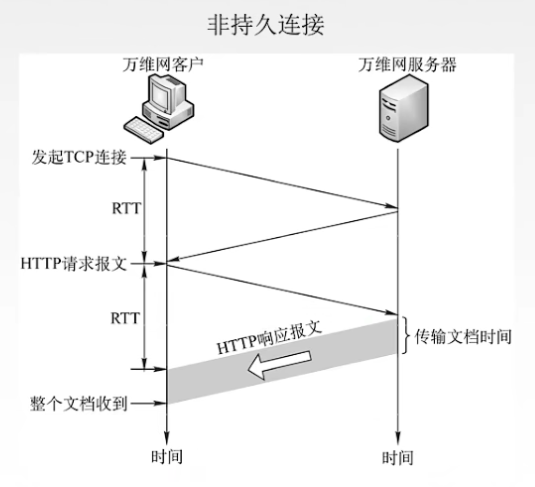 非持久连接
万维网客户
万维网服务器
发起TCP连接
RTT
HTTP请求报文
RTT
HTTP响应报文
传输文档时间
整个文档收到
时间
时间